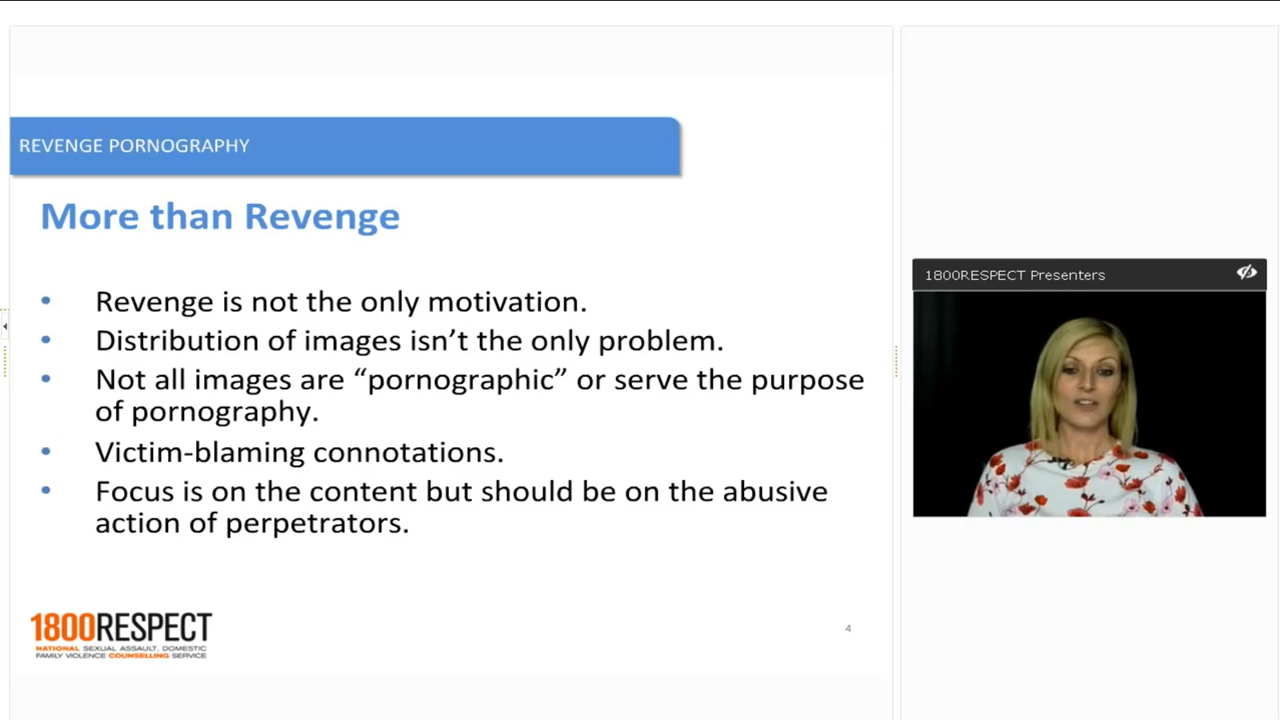 REVENGE PORNOGRAPHY
More than Revenge
• Revenge is not the only motivation.
• Distribution of images isn’t the only problem.
• Not all images are “pornographic” or serve the purpose
of pornography.
• Victim-blaming connotations.
• Focus is on the content but should be on the abusive
action of perpetrators.
1800RESPECT
NATIONAL SEXUAL ASSAULT, DOMESTIC
FAMILY VIOLENCE COUNSELLING SERVICE
4
1800RESPECT Presenters